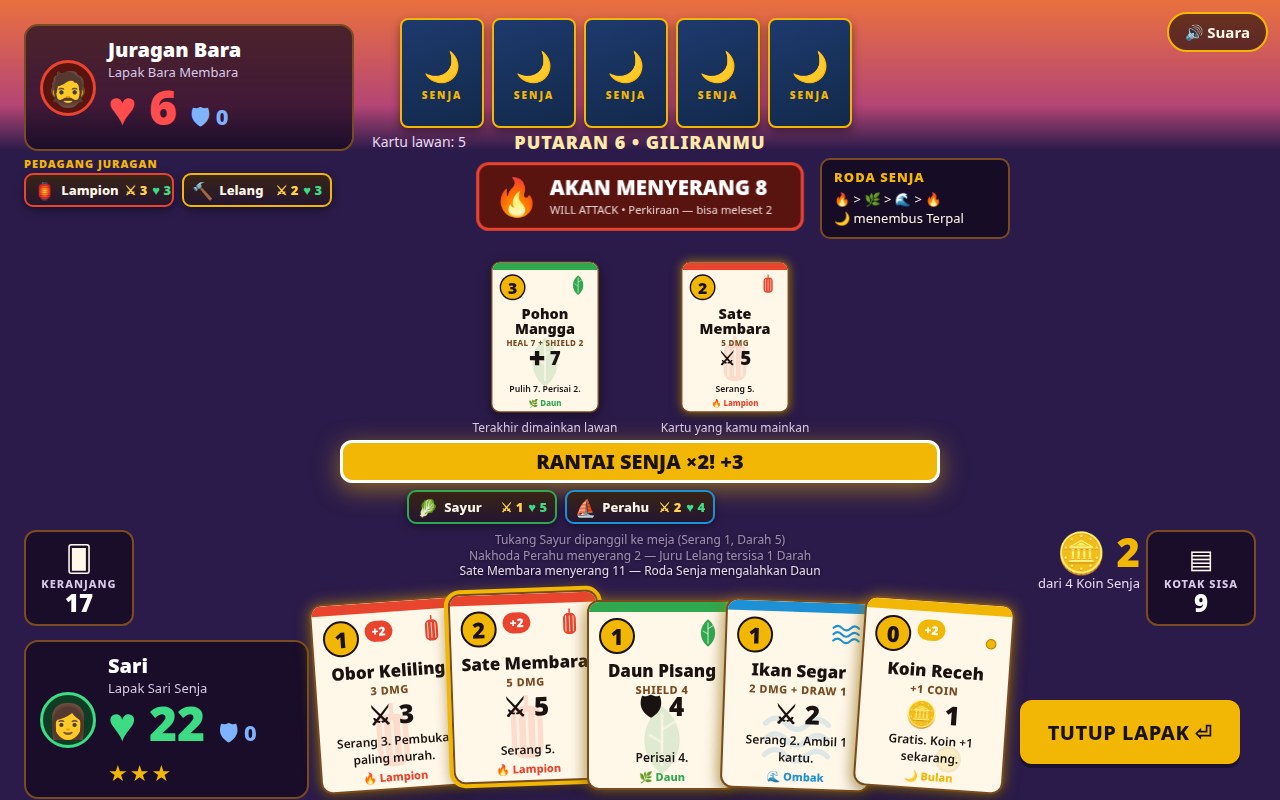 Juragan Bara
Lapak Bara Membara
♥ 6 0
SENJA
SENJA
SENJA
SENJA
SENJA
🔊 Suara
Kartu lawan: 5
PUTARAN 6 • GILIRANMU
PEDAGANG JURAGAN
Lampion ⚔ 3 ♥ 3
Lelang ⚔ 2 ♥ 3
AKAN MENYERANG 8
WILL ATTACK • Perkiraan — bisa meleset 2
RODA SENJA
🔥 > 🌿 > 🌊 > 🔥
🌙 menembus Terpal
3
Pohon
Mangga
HEAL 7 + SHIELD 2
✚ 7
Pulih 7. Perisai 2.
🌿 Daun
2
Sate
Membara
5 DMG
⚔ 5
Serang 5.
🔥 Lampion
Terakhir dimainkan lawan
Kartu yang kamu mainkan
RANTAI SENJA ×2! +3
Sayur ⚔ 1 ♥ 5
Perahu ⚔ 2 ♥ 4
Tukang Sayur dipanggil ke meja (Serang 1, Darah 5)
Nakhoda Perahu menyerang 2 — Juru Lelang tersisa 1 Darah
Sate Membara menyerang 11 — Roda Senja mengalahkan Daun
KERANJANG
17
2
dari 4 Koin Senja
KOTAK SISA
9
Sari
Lapak Sari Senja
♥ 22 0
★★★
1 +2
Obor Keliling
3 DMG
⚔ 3
Serang 3. Pembuka
paling murah.
🔥 Lampion
2 +2
Sate Membara
5 DMG
⚔ 5
Serang 5.
🔥 Lampion
1
Daun Pisang
SHIELD 4
4
Perisai 4.
🌿 Daun
1
Ikan Segar
2 DMG + DRAW 1
⚔ 2
Serang 2. Ambil 1
kartu.
🌊 Ombak
0 +2
Koin Receh
+1 COIN
🪙 1
Gratis. Koin +1
sekarang.
🌙 Bulan
TUTUP LAPAK ⏎